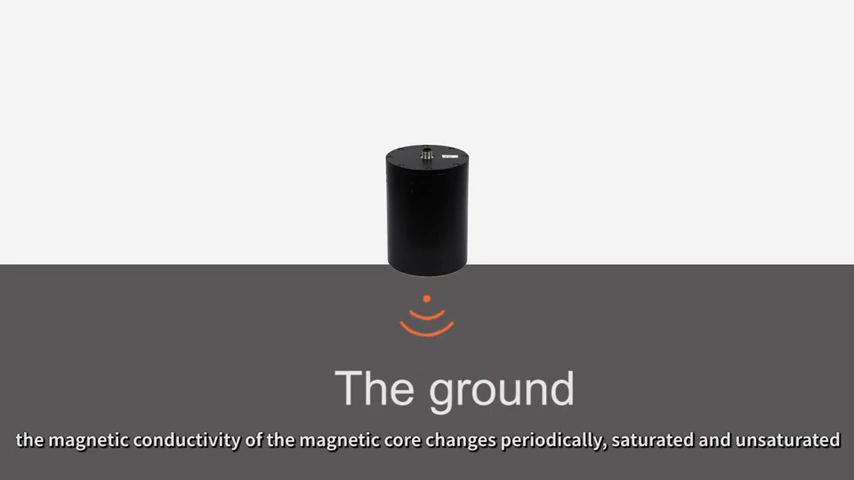 The ground
the magnetic conductivity of the magnetic core changes periodically, saturated and unsaturated